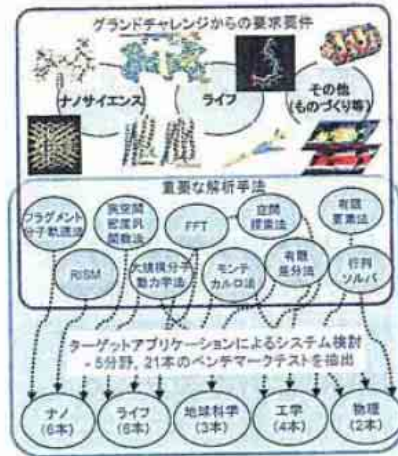 グランドチャレンジからの要求要件
ナノサイエンス
ライフ
その他
(ものづくり等)
重要な解析手法
フラグメント
分子軌道法
実空間
密度汎
関数法
FFT
空間
探索法
有限
要素法
RISM
大規模分子
動力学法
モンテ
カルロ法
有限
差分法
行列
ソルバ
ターゲットアプリケーションによるシステム検討
- 5分野, 21本のベンチマークテストを抽出
ナノ
(6本)
ライフ
(6本)
地球科学
(3本)
工学
(4本)
物理
(2本)